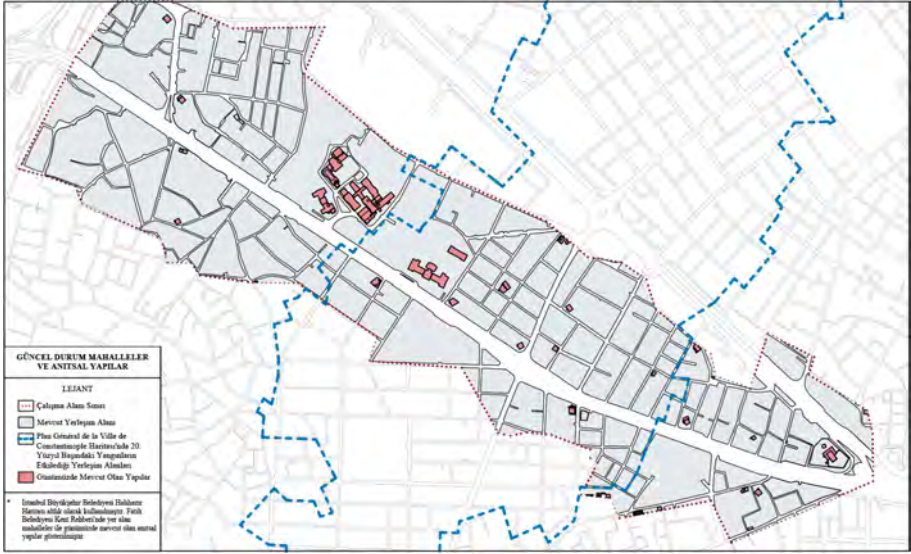 GÜNCEL DURUM MAHALLELER
VE ANITSAL YAPILAR
LEJANT
Çalışma Alanı Sınırı
Mevcut Yerleşim Alanı
Plan Général de la Ville de
Constantinople Haritası'nda 20.
Yüzyıl Başındaki Yangınların
Etkilediği Yerleşim Alanları
Günümüzde Mevcut Olan Yapılar
* İstanbul Büyükşehir Belediyesi Halihazır
Haritası altlık olarak kullanılmıştır. Fatih
Belediyesi Kent Rehberi'nde yer alan
mahalleler ile günümüzde mevcut olan anıtsal
yapılar gösterilmiştir.